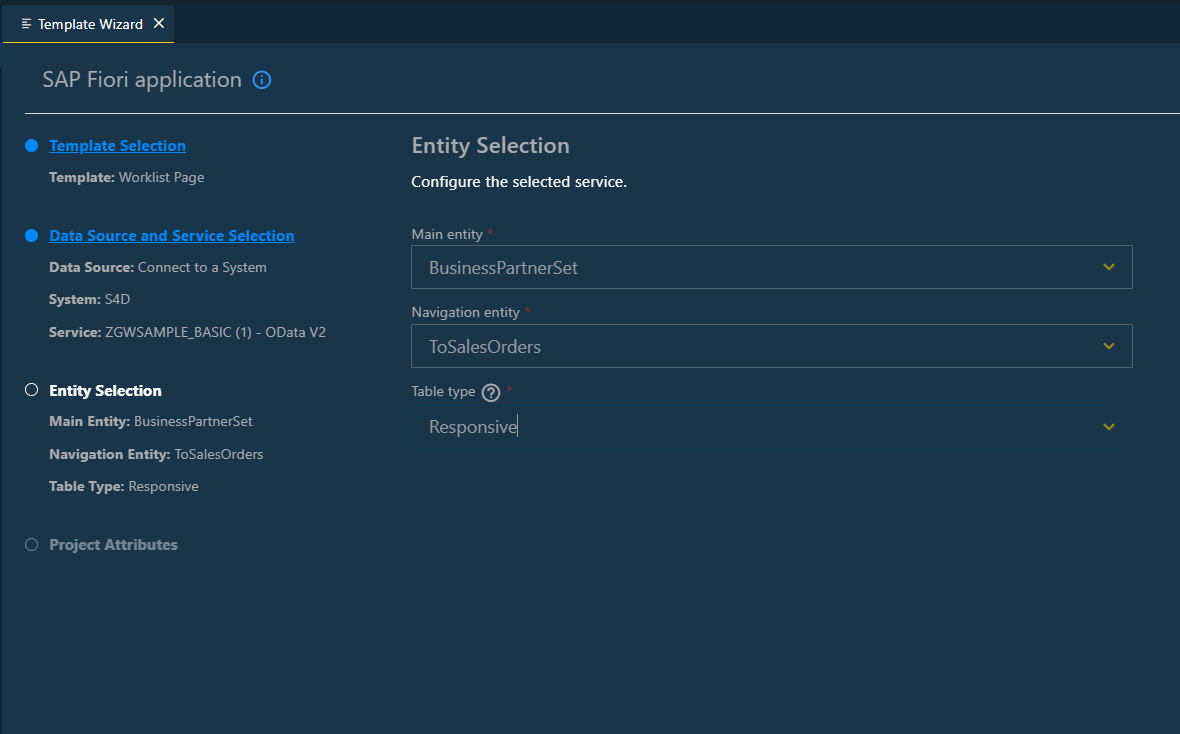 Template Wizard
SAP Fiori application
Template Selection
Template: Worklist Page
Data Source and Service Selection
Data Source: Connect to a System
System: S4D
Service: ZGWSAMPLE_BASIC (1) - OData V2
Entity Selection
Main Entity: BusinessPartnerSet
Navigation Entity: ToSalesOrders
Table Type: Responsive
Project Attributes
Entity Selection
Configure the selected service.
Main entity *
BusinessPartnerSet
Navigation entity *
ToSalesOrders
Table type ? *
Responsive